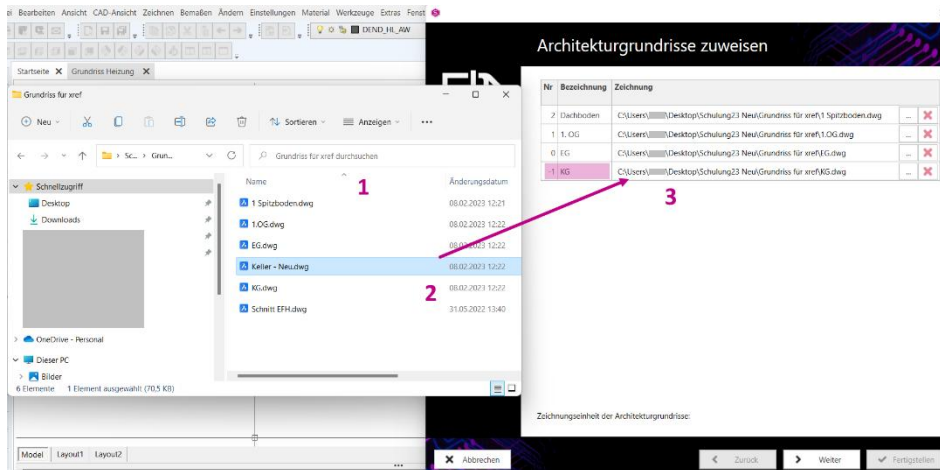 ei Bearbeiten Ansicht CAD-Ansicht Zeichnen Bemaßen Ändern Einstellungen Material Werkzeuge Extras Fenst
DEND_HI_AW
Startseite X Grundriss Heizung X
Grundriss für xref
Neu
Sortieren
Anzeigen
Sc... > Grun...
Grundriss für xref durchsuchen
Schnellzugriff
Desktop
Downloads
OneDrive - Personal
Dieser PC
Bilder
Name Änderungsdatum
1
1 Spitzboden.dwg 08.02.2023 12:21
1.OG.dwg 08.02.2023 12:22
EG.dwg 08.02.2023 12:22
Keller - Neu.dwg 08.02.2023 12:22
KG.dwg 08.02.2023 12:22
2
Schnitt EFH.dwg 31.05.2022 13:40
6 Elemente 1 Element ausgewählt (70,5 KB)
Model Layout1 Layout2
Architekturgrundrisse zuweisen
Nr Bezeichnung Zeichnung
2 Dachboden C:\Users\ \Desktop\Schulung23 Neu\Grundriss für xref\1 Spitzboden.dwg ...
1 1. OG C:\Users\ \Desktop\Schulung23 Neu\Grundriss für xref\1.OG.dwg ...
0 EG C:\Users\ \Desktop\Schulung23 Neu\Grundriss für xref\EG.dwg ...
-1 KG C:\Users\ \Desktop\Schulung23 Neu\Grundriss für xref\KG.dwg ...
3
Zeichnungseinheit der Architekturgrundrisse:
Abbrechen
Zurück
Weiter
Fertigstellen